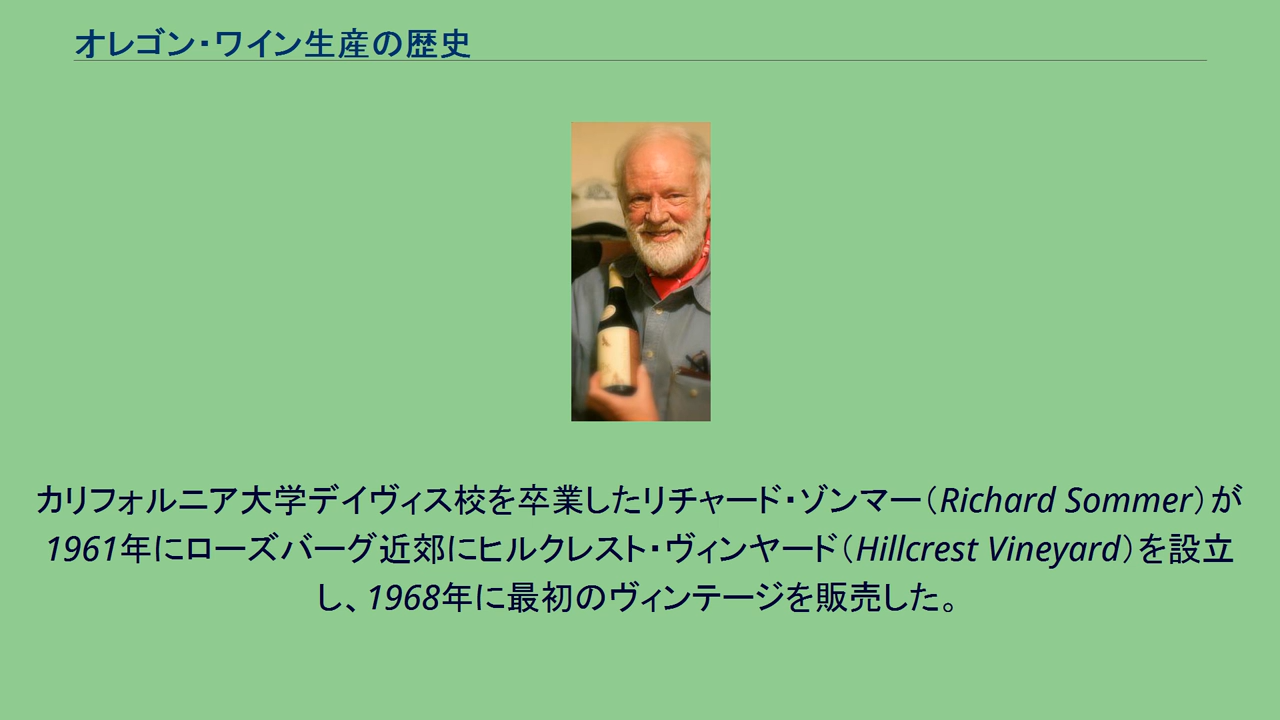 オレゴン・ワイン生産の歴史
カリフォルニア大学デイヴィス校を卒業したリチャード・ゾンマー（Richard Sommer）が
1961年にローズバーグ近郊にヒルクレスト・ヴィンヤード（Hillcrest Vineyard）を設立
し、1968年に最初のヴィンテージを販売した。